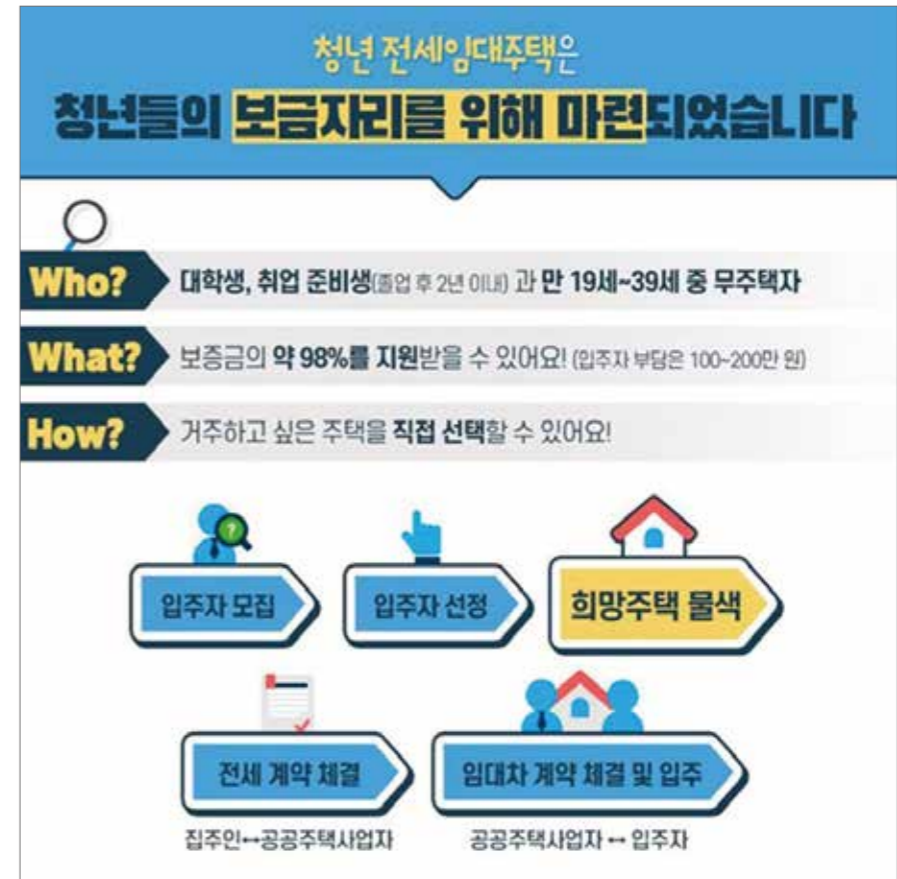 청년 전세임대주택은
청년들의 보금자리를 위해 마련되었습니다
Who? 대학생, 취업 준비생(졸업 후 2년 이내) 과 만 19세~39세 중 무주택자
What? 보증금의 약 98%를 지원받을 수 있어요! (입주자 부담은 100~200만 원)
How? 거주하고 싶은 주택을 직접 선택할 수 있어요!
?
입주자 모집 입주자 선정 희망주택 물색
전세 계약 체결 임대차 계약 체결 및 입주
집주인↔공공주택사업자 공공주택사업자 ↔ 입주자